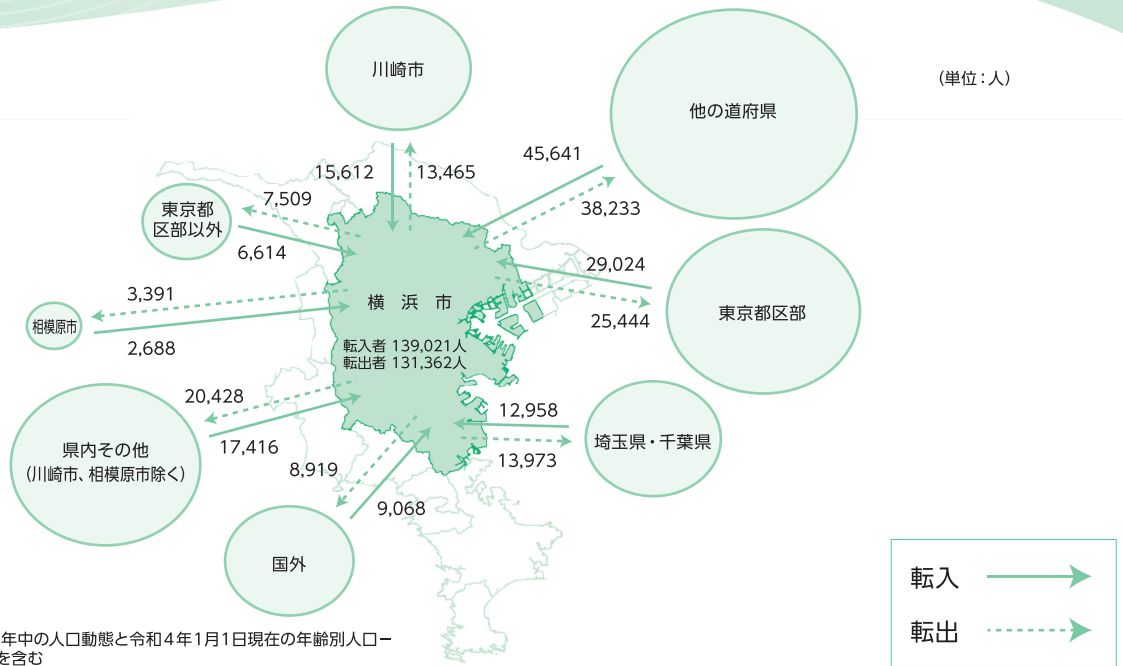 川崎市
他の道府県
(単位:人)
15,612
13,465
45,641
38,233
東京都
区部以外
7,509
6,614
29,024
25,444
東京都区部
相模原市
3,391
2,688
横浜市
転入者 139,021人
転出者 131,362人
県内その他
(川崎市、相模原市除く)
20,428
17,416
12,958
13,973
埼玉県・千葉県
8,919
9,068
国外
転入
転出
年中の人口動態と令和4年1月1日現在の年齢別人口ー
を含む